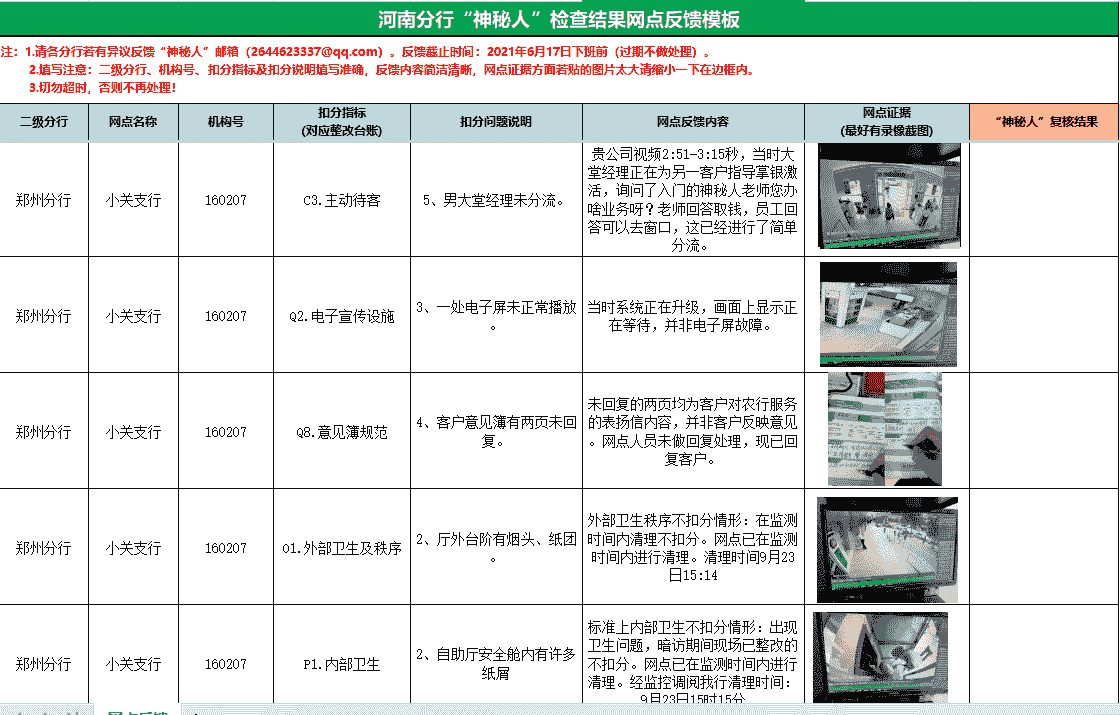 河南分行“神秘人”检查结果网点反馈模板
注：1.请各分行若有异议反馈“神秘人”邮箱（2644623337@qq.com）。反馈截止时间：2021年6月17日下班前（过期不做处理）。
2.填写注意：二级分行、机构号、扣分指标及扣分说明填写准确，反馈内容简洁清晰，网点证据方面若贴的图片太大请缩小一下在边框内。
3.切勿超时，否则不再处理！
二级分行 网点名称 机构号 扣分指标 扣分问题说明 网点反馈内容 网点证据 “神秘人”复核结果
(对应整改台账) (最好有录像截图)
郑州分行 小关支行 160207 C3.主动待客 5、男大堂经理未分流。
贵公司视频2:51-3:15秒，当时大
堂经理正在为另一客户指导掌银激
活，询问了入门的神秘人老师您办
啥业务呀？老师回答取钱，员工回
答可以去窗口，这已经进行了简单
分流。
郑州分行 小关支行 160207 Q2.电子宣传设施
3、一处电子屏未正常播放
。
当时系统正在升级，画面上显示正
在等待，并非电子屏故障。
郑州分行 小关支行 160207 Q8.意见簿规范
4、客户意见簿有两页未回
复。
未回复的两页均为客户对农行服务
的表扬信内容，并非客户反映意见
。网点人员未做回复处理，现已回
复客户。
郑州分行 小关支行 160207 O1.外部卫生及秩序
2、厅外台阶有烟头、纸团
。
外部卫生秩序不扣分情形：在监测
时间内清理不扣分。网点已在监测
时间内进行清理。清理时间9月23
日15:14
郑州分行 小关支行 160207 P1.内部卫生
2、自助厅安全舱内有许多
纸屑
标准上内部卫生不扣分情形：出现
卫生问题，暗访期间现场已整改的
不扣分。网点已在监测时间内进行
清理。经监控调阅我行清理时间：
9月23日15时15分
网点反馈